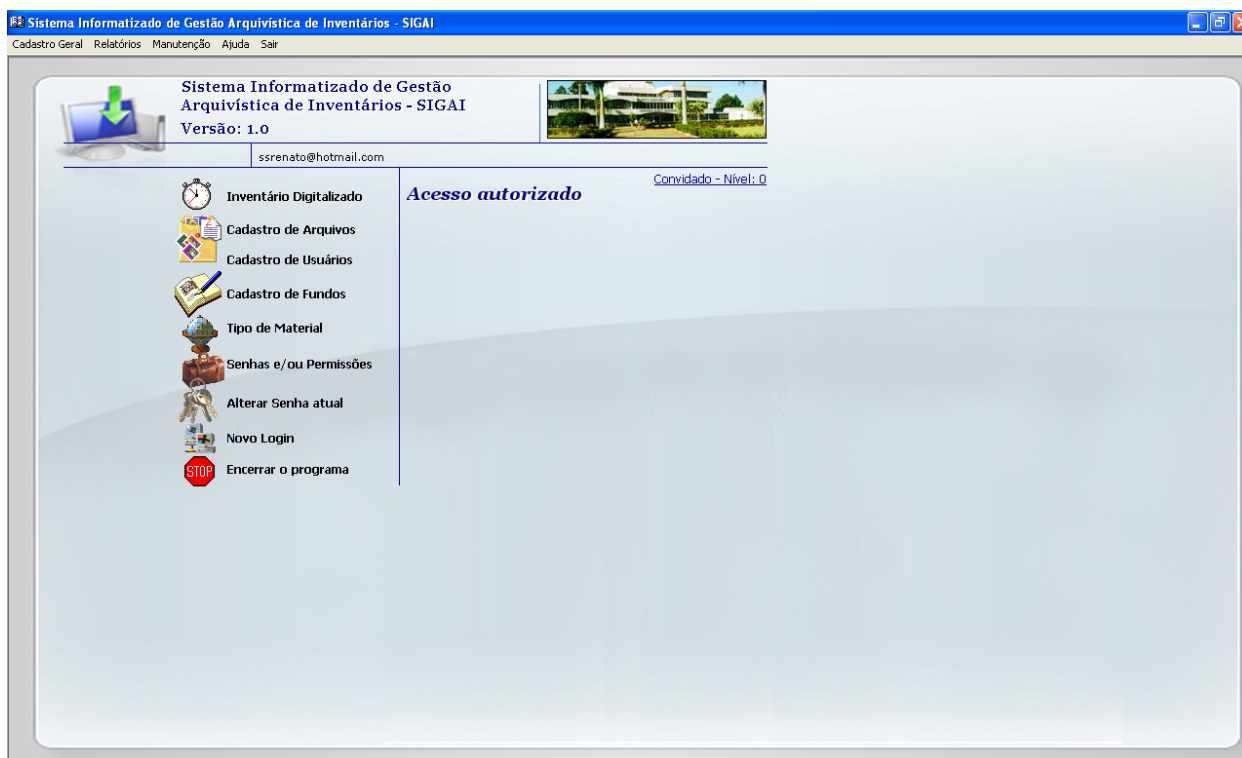 Sistema Informatizado de Gestão Arquivística de Inventários - SIGAI
Cadastro Geral Relatórios Manutenção Ajuda Sair
Sistema Informatizado de Gestão
Arquivística de Inventários - SIGAI
Versão: 1.0
ssrenato@hotmail.com
Convidado - Nível: 0
Acesso autorizado
Inventário Digitalizado
Cadastro de Arquivos
Cadastro de Usuários
Cadastro de Fundos
Tipo de Material
Senhas e/ou Permissões
Alterar Senha atual
Novo Login
STOP
Encerrar o programa